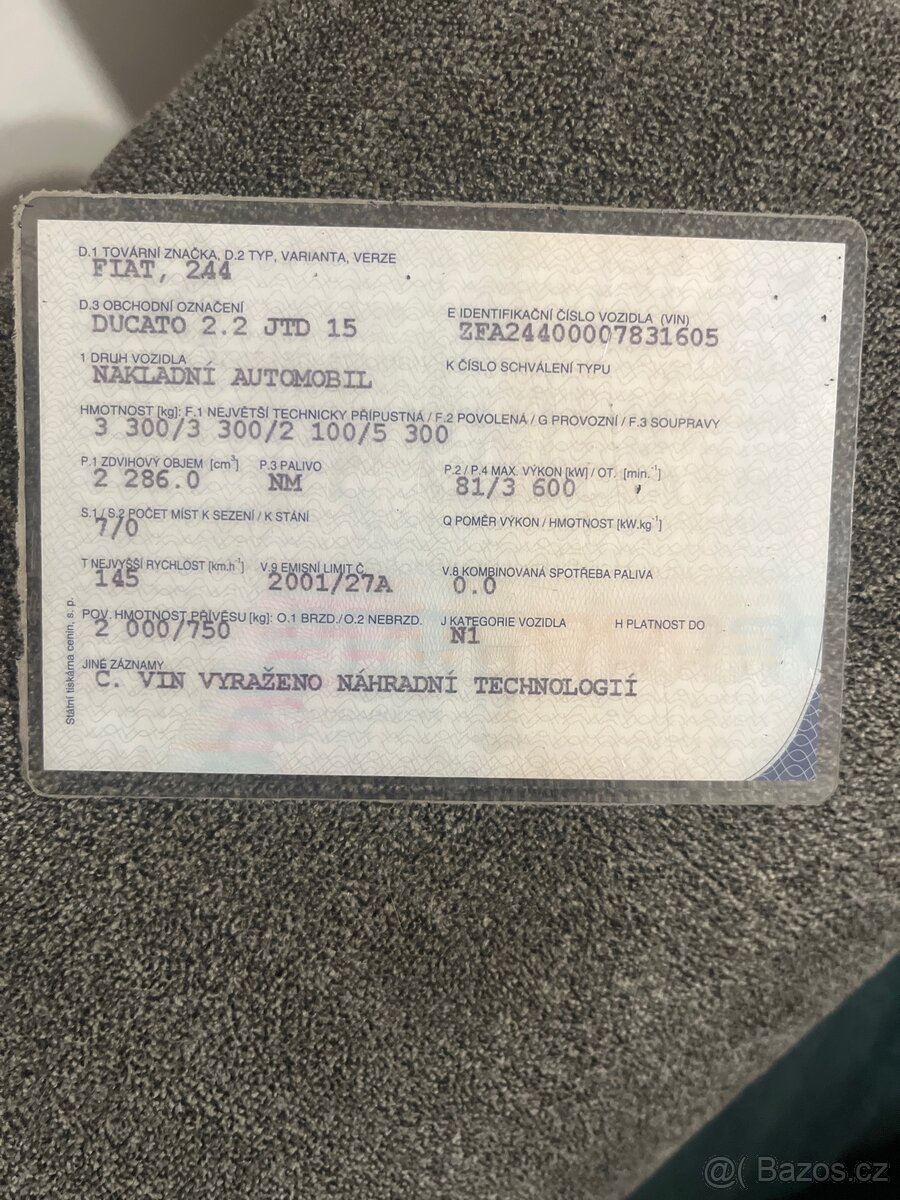 D.1 TOVÁRNÍ ZNAČKA, D.2 TYP, VARIANTA, VERZE
FIAT, 244
D.3 OBCHODNÍ OZNAČENÍ
DUCATO 2.2 JTD 15
E IDENTIFIKAČNÍ ČÍSLO VOZIDLA (VIN)
ZFA24400007831605
1 DRUH VOZIDLA
NAKLADNÍ AUTOMOBIL
K ČÍSLO SCHVÁLENÍ TYPU
HMOTNOST [kg]: F.1 NEJVĚTŠÍ TECHNICKY PŘÍPUSTNÁ / F.2 POVOLENÁ / G PROVOZNÍ / F.3 SOUPRAVY
3 300/3 300/2 100/5 300
P.1 ZDVIHOVÝ OBJEM [cm³] P.3 PALIVO P.2 / P.4 MAX. VÝKON [kW] / OT. [min.⁻¹]
2 286.0 NM 81/3 600
S.1 / S.2 POČET MÍST K SEZENÍ / K STÁNÍ Q POMĚR VÝKON / HMOTNOST [kW.kg⁻¹]
7/0
T NEJVYŠŠÍ RYCHLOST [km.h⁻¹] V.9 EMISNÍ LIMIT Č. V.8 KOMBINOVANÁ SPOTŘEBA PALIVA
145 2001/27A 0.0
POV. HMOTNOST PŘÍVĚSU [kg]: O.1 BRZD. / O.2 NEBRZD. J KATEGORIE VOZIDLA H PLATNOST DO
2 000/750 N1
JINÉ ZÁZNAMY
Č. VIN VYRAŽENO NÁHRADNÍ TECHNOLOGIÍ
Státní tiskárna cenin, s. p.
@( Bazos.cz